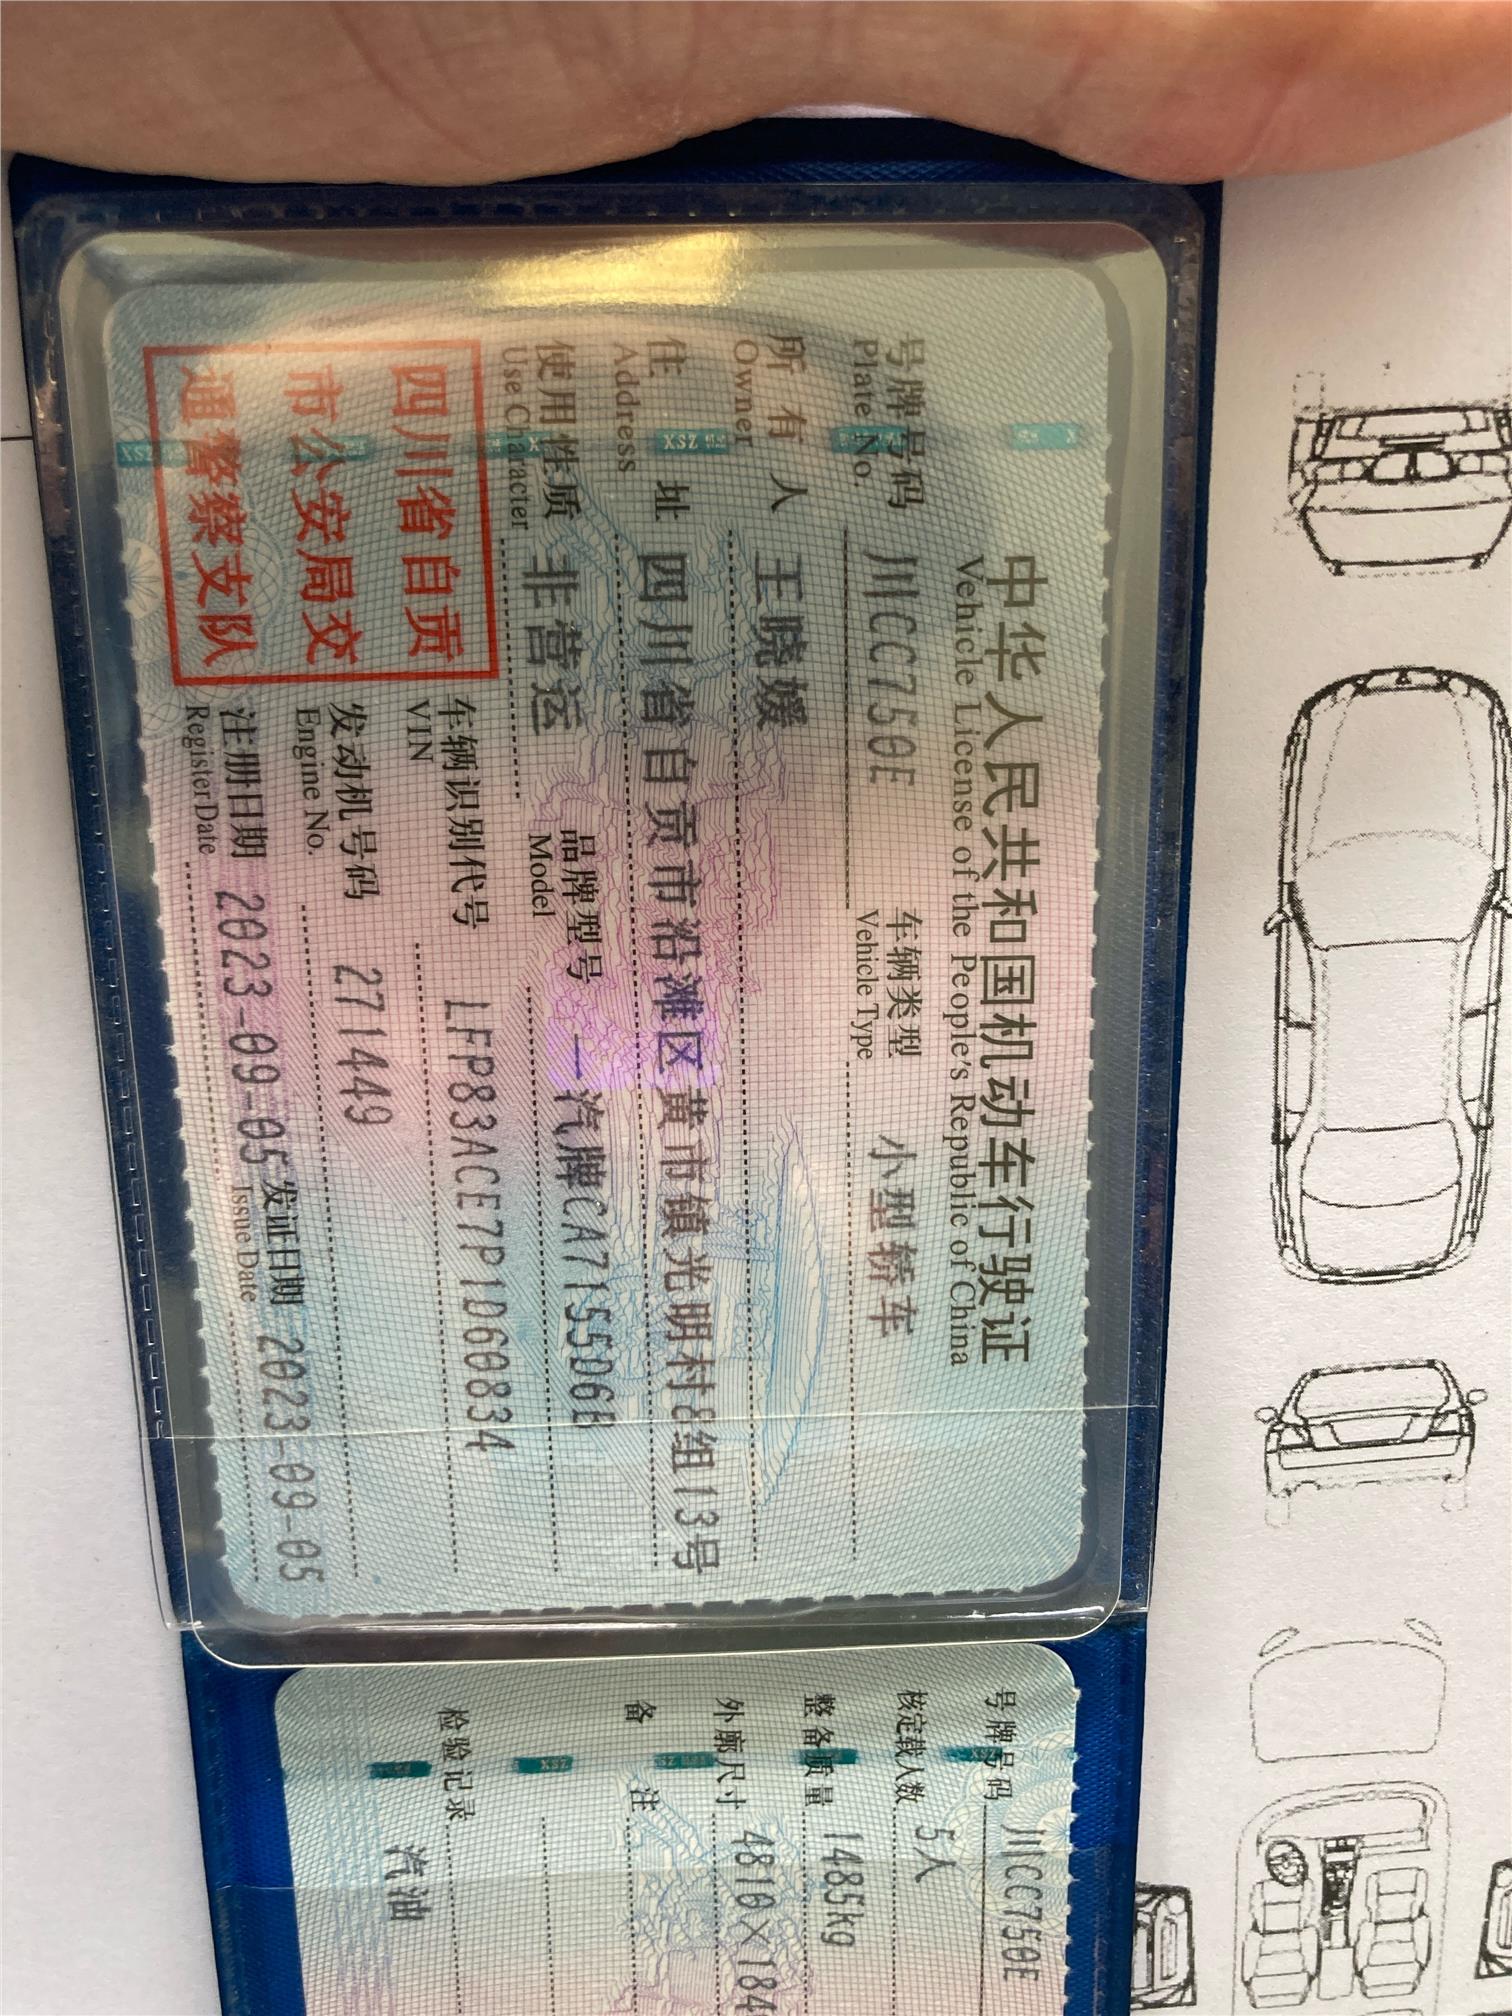 中华人民共和国机动车行驶证
Vehicle License of the People's Republic of China
号牌号码 川CC750E 车辆类型 小型轿车
Plate No. Vehicle Type
所有人 王晓媛
Owner
住址 四川省自贡市沿滩区黄市镇光明村8组13号
Address
使用性质 非营运 品牌型号 一汽牌CA7155D6E
Use Character Model
四川省自贡
市公安局交
通警察支队
车辆识别代号 LFP83ACE7P1D60834
VIN
发动机号码 271449
Engine No.
注册日期 2023-09-05 发证日期 2023-09-05
Register Date Issue Date
号牌号码 川CC750E
核定载人数 5人
整备质量 1485kg
外廓尺寸 4810×184
备注
检验记录
汽油